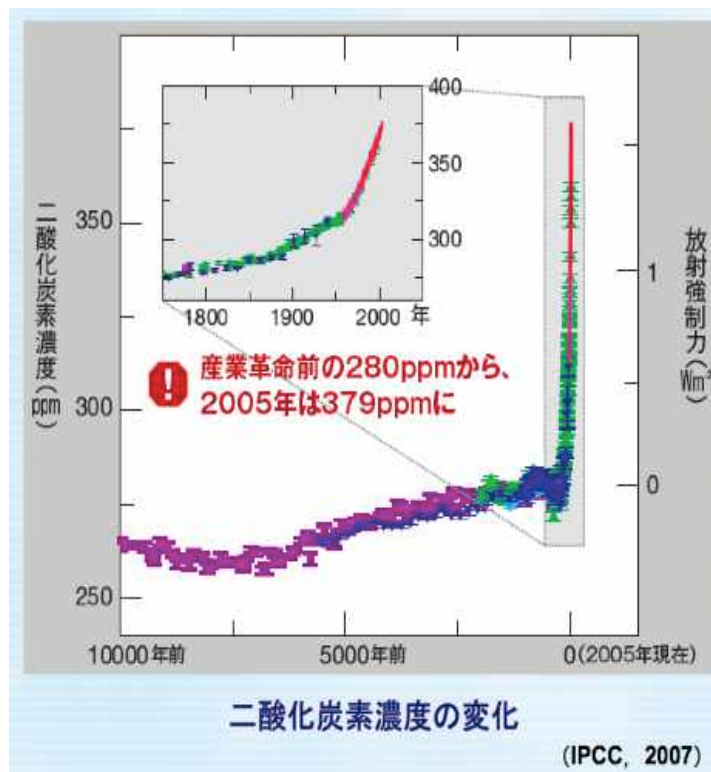 400
350
300
1800
1900
2000
年
二酸化炭素濃度(ppm)
350
300
250
産業革命前の280ppmから、
2005年は379ppmに
放射強制力(Wm
1
0
10000年前
5000年前
0(2005年現在)
二酸化炭素濃度の変化
(IPCC, 2007)